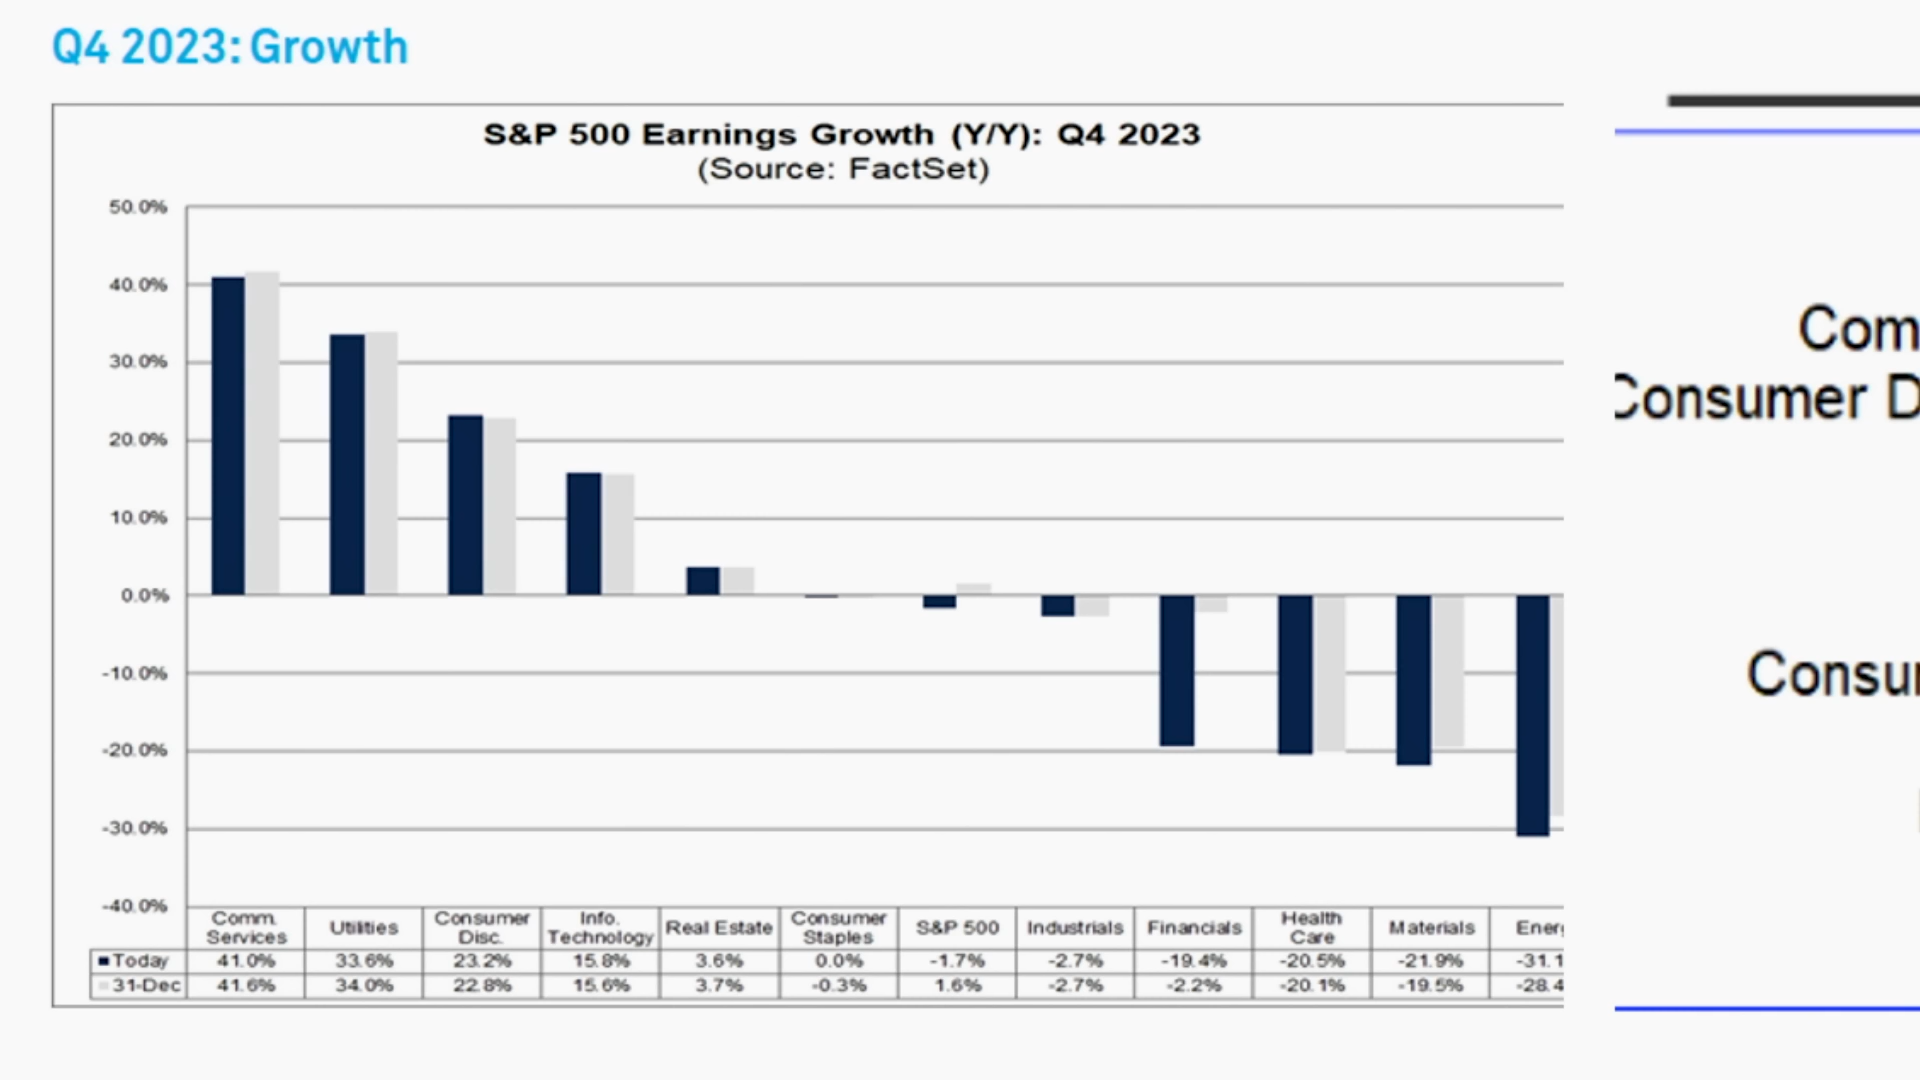 Q4 2023: Growth
S&P 500 Earnings Growth (Y/Y): Q4 2023
(Source: FactSet)
50.0%
40.0%
30.0%
20.0%
10.0%
0.0%
-10.0%
-20.0%
-30.0%
-40.0%
Comm. Services Utilities Consumer Disc. Info. Technology Real Estate Consumer Staples S&P 500 Industrials Financials Health Care Materials Energ
Today 41.0% 33.6% 23.2% 15.8% 3.6% 0.0% -1.7% -2.7% -19.4% -20.5% -21.9% -31.1
31-Dec 41.6% 34.0% 22.8% 15.6% 3.7% -0.3% 1.6% -2.7% -2.2% -20.1% -19.5% -28.4
Com
Consumer D
Consu